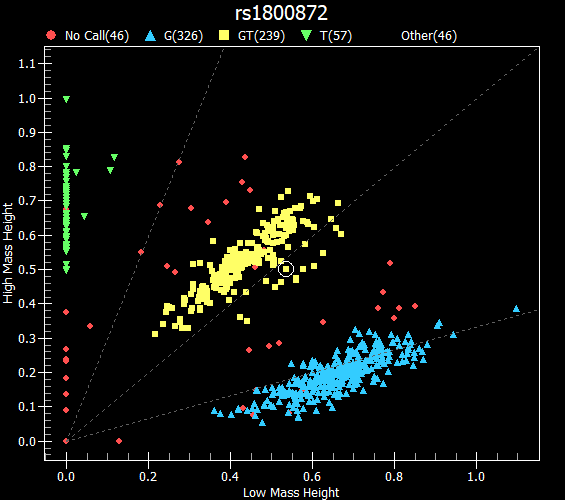 rs1800872
No Call(46) G(326) GT(239) T(57) Other(46)
High Mass Height
1.1
1.0
0.9
0.8
0.7
0.6
0.5
0.4
0.3
0.2
0.1
0.0
0.0 0.2 0.4 0.6 0.8 1.0
Low Mass Height